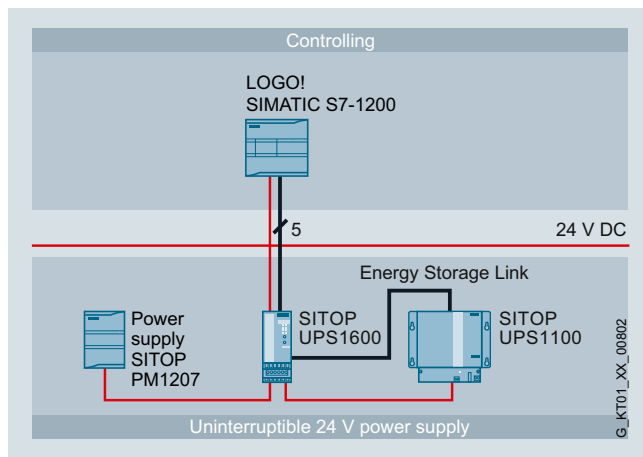 Controlling
LOGO!
SIMATIC S7-1200
5
24 V DC
Energy Storage Link
Power
supply
SITOP
PM1207
SITOP
UPS1600
SITOP
UPS1100
G_KT01_XX_00802
Uninterruptible 24 V power supply